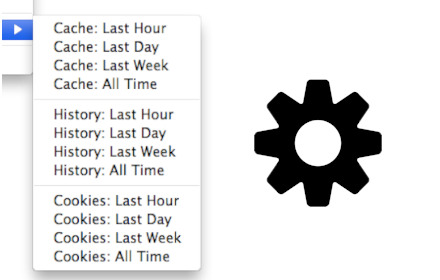 Cache: Last Hour
Cache: Last Day
Cache: Last Week
Cache: All Time
History: Last Hour
History: Last Day
History: Last Week
History: All Time
Cookies: Last Hour
Cookies: Last Day
Cookies: Last Week
Cookies: All Time